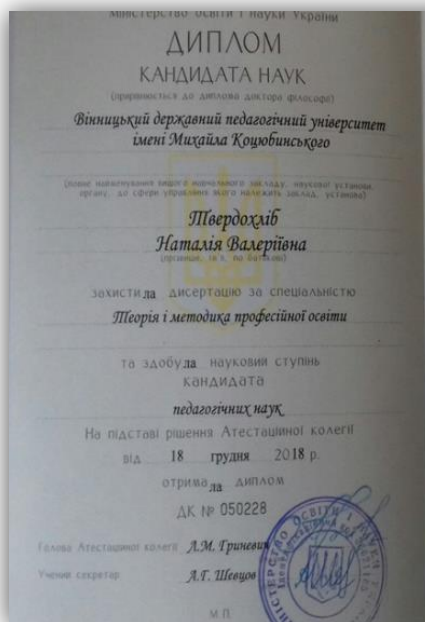 Міністерство освіти і науки України
ДИПЛОМ
КАНДИДАТА НАУК
(прирівнюється до диплома доктора філософії)
Вінницький державний педагогічний університет
імені Михайла Коцюбинського
(повне найменування вищого навчального закладу, наукової установи,
органу, до сфери управління якого належить заклад, установа)
Твердохліб
Наталія Валеріївна
(прізвище, ім'я, по батькові)
захистила дисертацію за спеціальністю
Теорія і методика професійної освіти
та здобула науковий ступінь
кандидата
педагогічних наук
На підставі рішення Атестаційної колегії
від 18 грудня 2018 р.
отримала диплом
ДК № 050228
Голова Атестаційної колегії Л.М. Гриневич
Учений секретар А.Г. Шевцов
М.П.